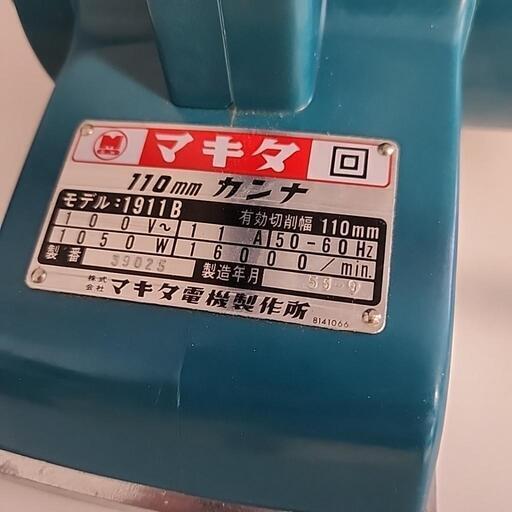 マキタ
110mm カンナ
モデル:1911B 有効切削幅 110mm
100V~ 11A 50-60Hz
1050W 16000/min.
製番 39025 製造年月 59-9
株式会社 マキタ電機製作所
8141066